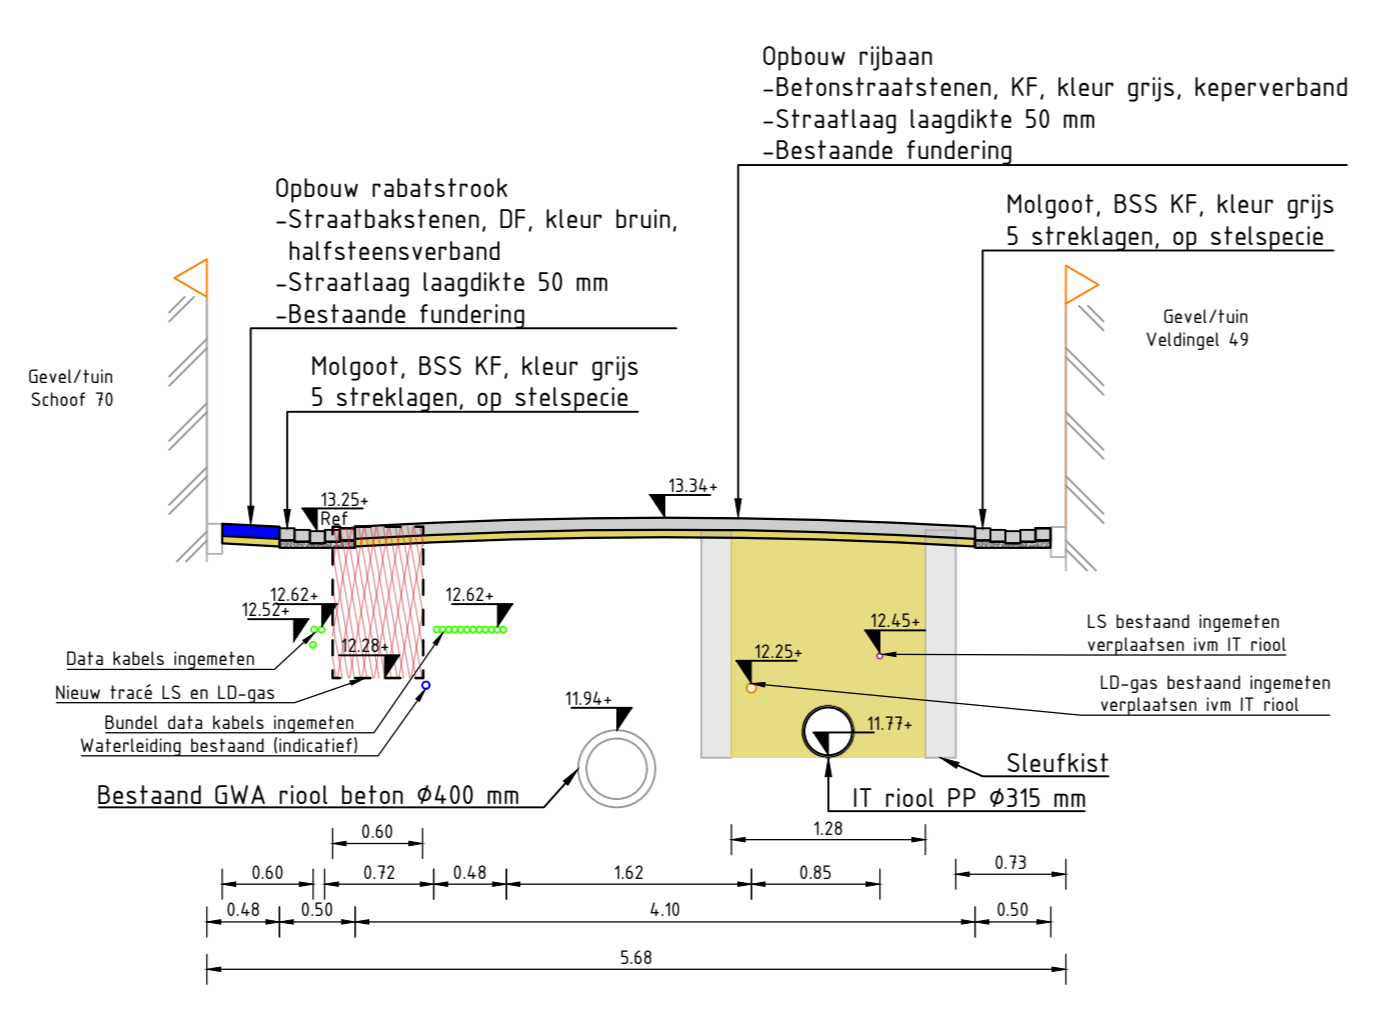 Opbouw rijbaan
-Betonstraatstenen, KF, kleur grijs, keperverband
-Straatlaag laagdikte 50 mm
-Bestaande fundering
Opbouw rabatstrook
-Straatbakstenen, DF, kleur bruin,
halfsteensverband
-Straatlaag laagdikte 50 mm
-Bestaande fundering
Molgoot, BSS KF, kleur grijs
5 streklagen, op stelspecie
Gevel/tuin
Veldingel 49
Molgoot, BSS KF, kleur grijs
5 streklagen, op stelspecie
Gevel/tuin
Schoof 70
13.25+
Ref
13.34+
12.62+
12.52+
12.62+
12.28+
12.45+
12.25+
11.94+
11.77+
Data kabels ingemeten
Nieuw tracé LS en LD-gas
Bundel data kabels ingemeten
Waterleiding bestaand (indicatief)
Bestaand GWA riool beton Ø400 mm
LS bestaand ingemeten
verplaatsen ivm IT riool
LD-gas bestaand ingemeten
verplaatsen ivm IT riool
Sleufkist
IT riool PP Ø315 mm
0.60
1.28
0.60
0.72
0.48
1.62
0.85
0.73
0.48
0.50
4.10
0.50
5.68